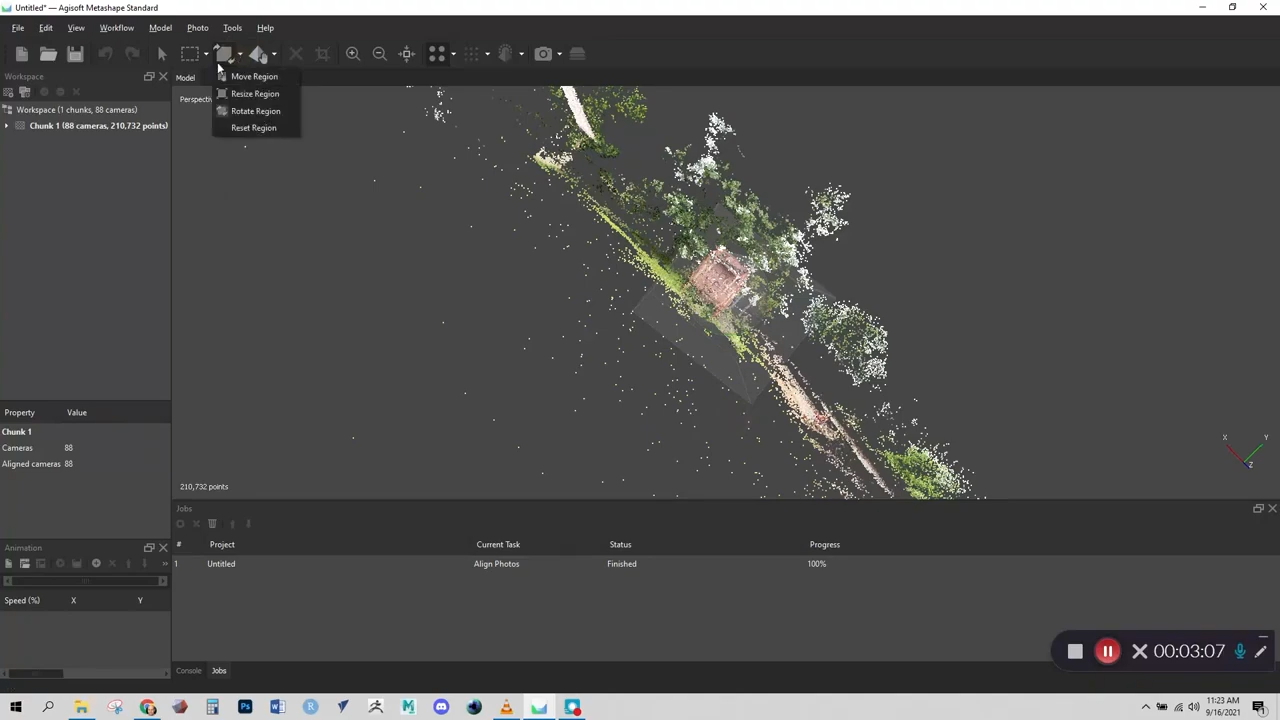 Untitled* — Agisoft Metashape Standard
File Edit View Workflow Model Photo Tools Help
Workspace
Model
Move Region
Resize Region
Rotate Region
Reset Region
Workspace (1 chunks, 88 cameras)
Chunk 1 (88 cameras, 210,732 points)
X Y
Z
Property Value
Chunk 1
Cameras 88
Aligned cameras 88
210,732 points
Jobs
# Project Current Task Status Progress
1 Untitled Align Photos Finished 100%
Animation
Speed (%) X Y
00:03:07
Console Jobs
11:23 AM
9/16/2021